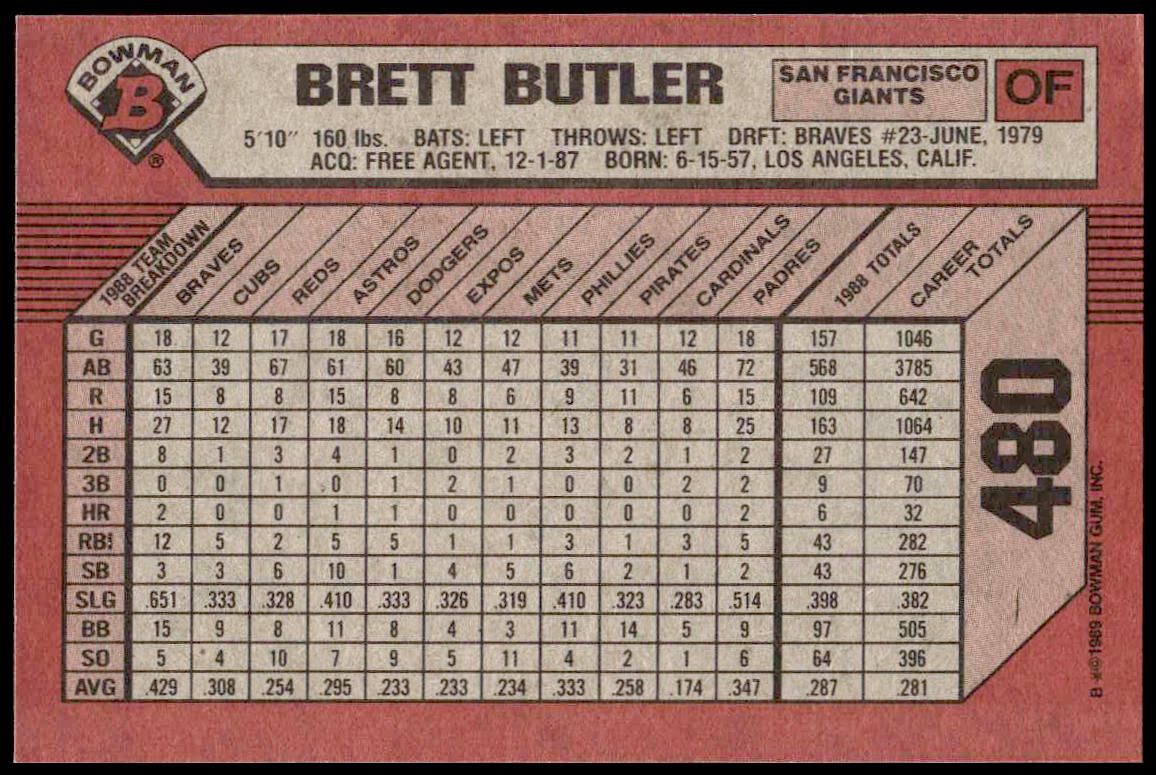 BOWMAN
B
®
BRETT BUTLER
SAN FRANCISCO
GIANTS
OF
5'10" 160 lbs. BATS: LEFT THROWS: LEFT DRFT: BRAVES #23-JUNE, 1979
ACQ: FREE AGENT, 12-1-87 BORN: 6-15-57, LOS ANGELES, CALIF.
1988 TEAM BREAKDOWN BRAVES CUBS REDS ASTROS DODGERS EXPOS METS PHILLIES PIRATES CARDINALS PADRES 1988 TOTALS CAREER TOTALS
G 18 12 17 18 16 12 12 11 11 12 18 157 1046
AB 63 39 67 61 60 43 47 39 31 46 72 568 3785
R 15 8 8 15 8 8 6 9 11 6 15 109 642
H 27 12 17 18 14 10 11 13 8 8 25 163 1064
2B 8 1 3 4 1 0 2 3 2 1 2 27 147
3B 0 0 1 0 1 2 1 0 0 2 2 9 70
HR 2 0 0 1 1 0 0 0 0 0 2 6 32
RBI 12 5 2 5 5 1 1 3 1 3 5 43 282
SB 3 3 6 10 1 4 5 6 2 1 2 43 276
SLG .651 .333 .328 .410 .333 .326 .319 .410 .323 .283 .514 .398 .382
BB 15 9 8 11 8 4 3 11 14 5 9 97 505
SO 5 4 10 7 9 5 11 4 2 1 6 64 396
AVG .429 .308 .254 .295 .233 .233 .234 .333 .258 .174 .347 .287 .281
480
B ✳©1989 BOWMAN GUM, INC.